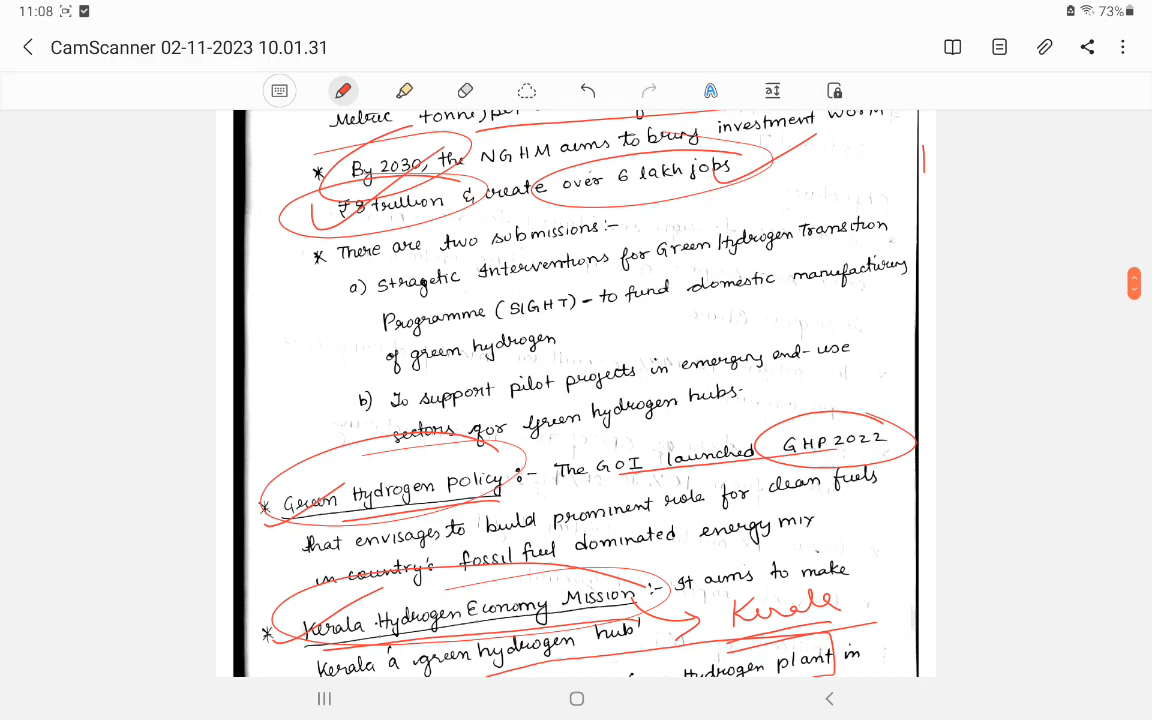 11:08
73%
CamScanner 02-11-2023 10.01.31
Metric tonne)per
* By 2030, the NGHM aims to bring investment worth
₹8 trillion & create over 6 lakh jobs
* There are two submissions:-
a) Stragetic Interventions for Green Hydrogen Transition
Programme (SIGHT) - to fund domestic manufacturing
of green hydrogen
b) To support pilot projects in emerging end-use
sectors for green hydrogen hubs.
* Green Hydrogen policy :- The GOI launched GHP 2022
that envisages to build prominent role for clean fuels
in country's fossil fuel dominated energy mix
* Kerala Hydrogen Economy Mission :- It aims to make
Kerala
Kerala a 'green hydrogen hub'
Hydrogen plant in